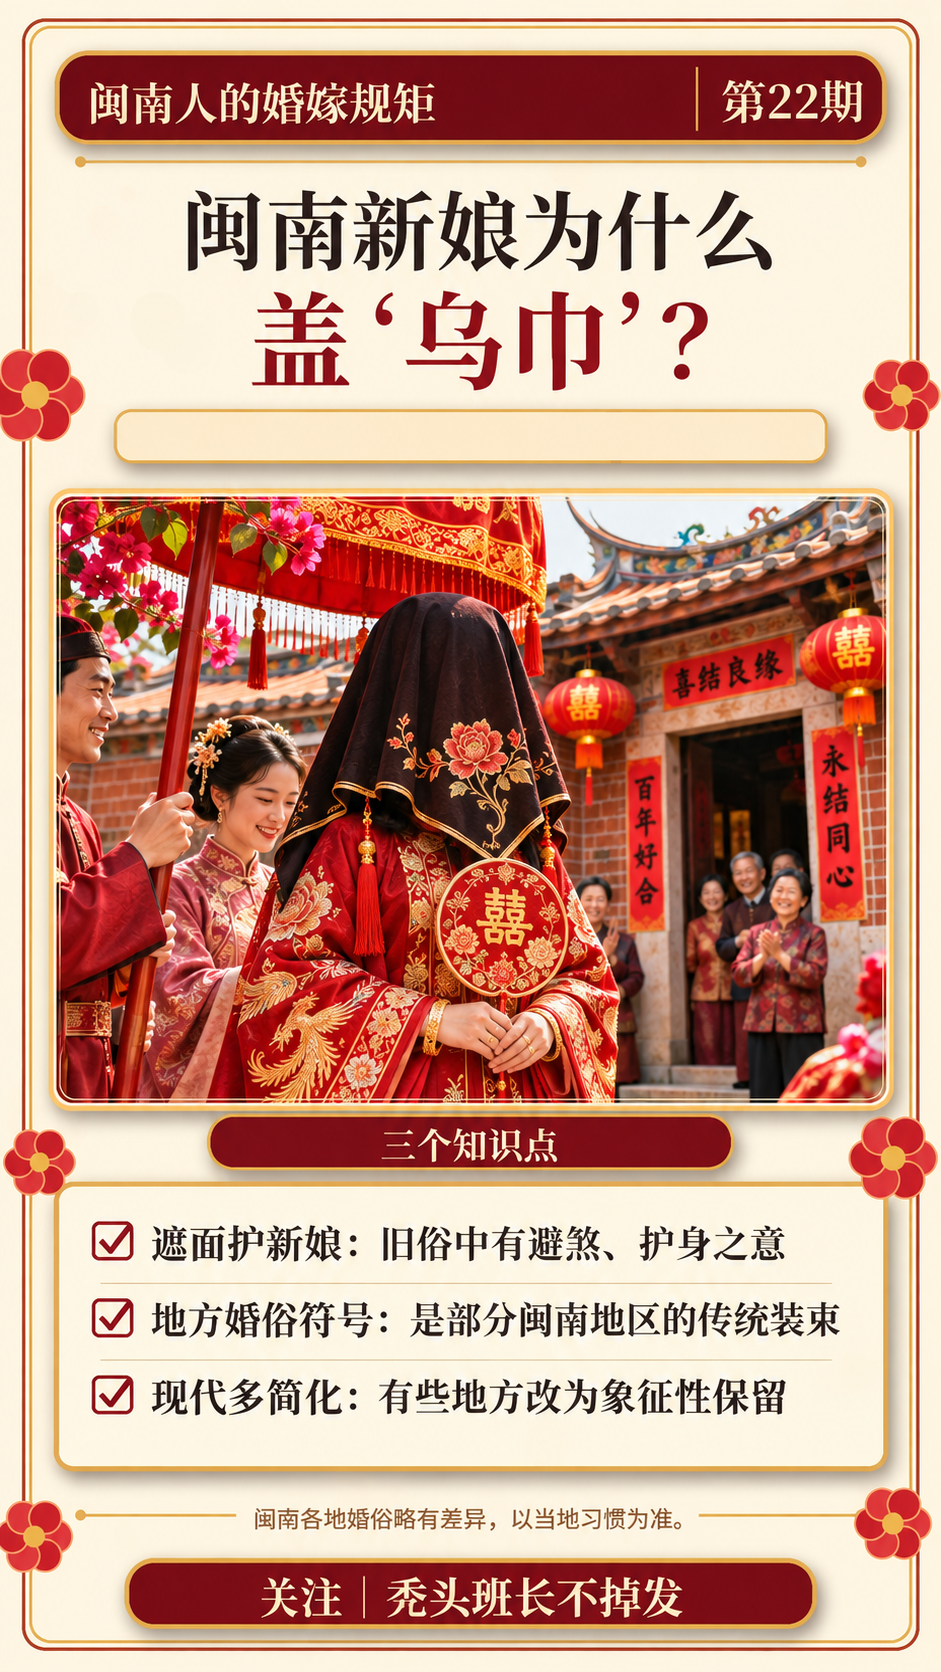 闽南人的婚嫁规矩
第22期
闽南新娘为什么
盖‘乌巾’？
喜结良缘
囍
囍
百年好合
永结同心
囍
三个知识点
遮面护新娘：旧俗中有避煞、护身之意
地方婚俗符号：是部分闽南地区的传统装束
现代多简化：有些地方改为象征性保留
闽南各地婚俗略有差异，以当地习惯为准。
关注｜秃头班长不掉发